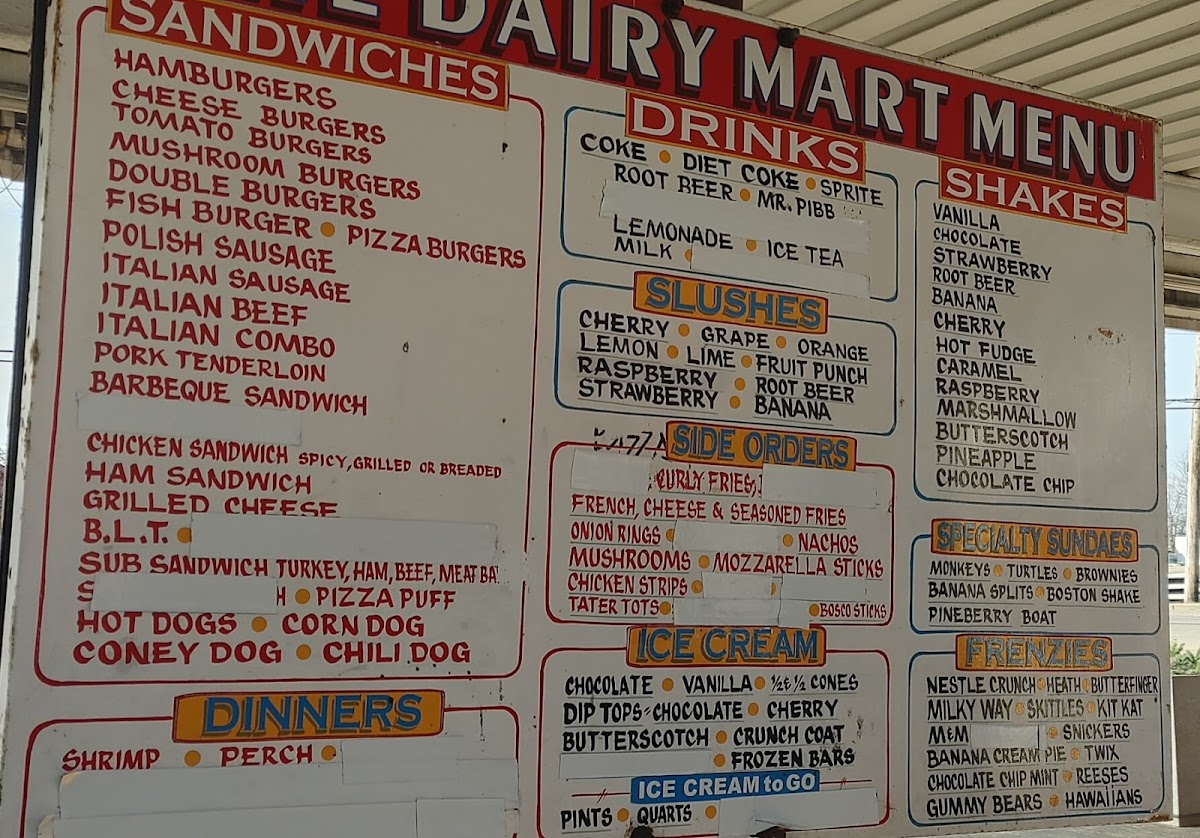 DAIRY MART MENU
SANDWICHES
HAMBURGERS
CHEESE BURGERS
TOMATO BURGERS
MUSHROOM BURGERS
DOUBLE BURGERS
FISH BURGER • PIZZA BURGERS
POLISH SAUSAGE
ITALIAN SAUSAGE
ITALIAN BEEF
ITALIAN COMBO
PORK TENDERLOIN
BARBEQUE SANDWICH
CHICKEN SANDWICH SPICY, GRILLED OR BREADED
HAM SANDWICH
GRILLED CHEESE
B.L.T. •
SUB SANDWICH TURKEY, HAM, BEEF, MEAT BA
S H • PIZZA PUFF
HOT DOGS • CORN DOG
CONEY DOG • CHILI DOG
DINNERS
SHRIMP • PERCH •
DRINKS
COKE • DIET COKE • SPRITE
ROOT BEER • MR. PIBB
LEMONADE • ICE TEA
MILK •
SLUSHES
CHERRY • GRAPE • ORANGE
LEMON • LIME • FRUIT PUNCH
RASPBERRY • ROOT BEER
STRAWBERRY • BANANA
SIDE ORDERS
CURLY FRIES,
FRENCH, CHEESE & SEASONED FRIES
ONION RINGS • • NACHOS
MUSHROOMS • MOZZARELLA STICKS
CHICKEN STRIPS •
TATER TOTS • • BOSCO STICKS
ICE CREAM
CHOCOLATE • VANILLA • ½ & ½ CONES
DIP TOPS - CHOCOLATE • CHERRY
BUTTERSCOTCH • CRUNCH COAT
• FROZEN BARS
ICE CREAM to GO
PINTS • QUARTS •
SHAKES
VANILLA
CHOCOLATE
STRAWBERRY
ROOT BEER
BANANA
CHERRY
HOT FUDGE
CARAMEL
RASPBERRY
MARSHMALLOW
BUTTERSCOTCH
PINEAPPLE
CHOCOLATE CHIP
SPECIALTY SUNDAES
MONKEYS • TURTLES • BROWNIES
BANANA SPLITS • BOSTON SHAKE
PINEBERRY BOAT
FRENZIES
NESTLE CRUNCH • HEATH • BUTTERFINGER
MILKY WAY • SKITTLES • KIT KAT
M&M • SNICKERS
BANANA CREAM PIE • TWIX
CHOCOLATE CHIP MINT • REESES
GUMMY BEARS • HAWAIIANS